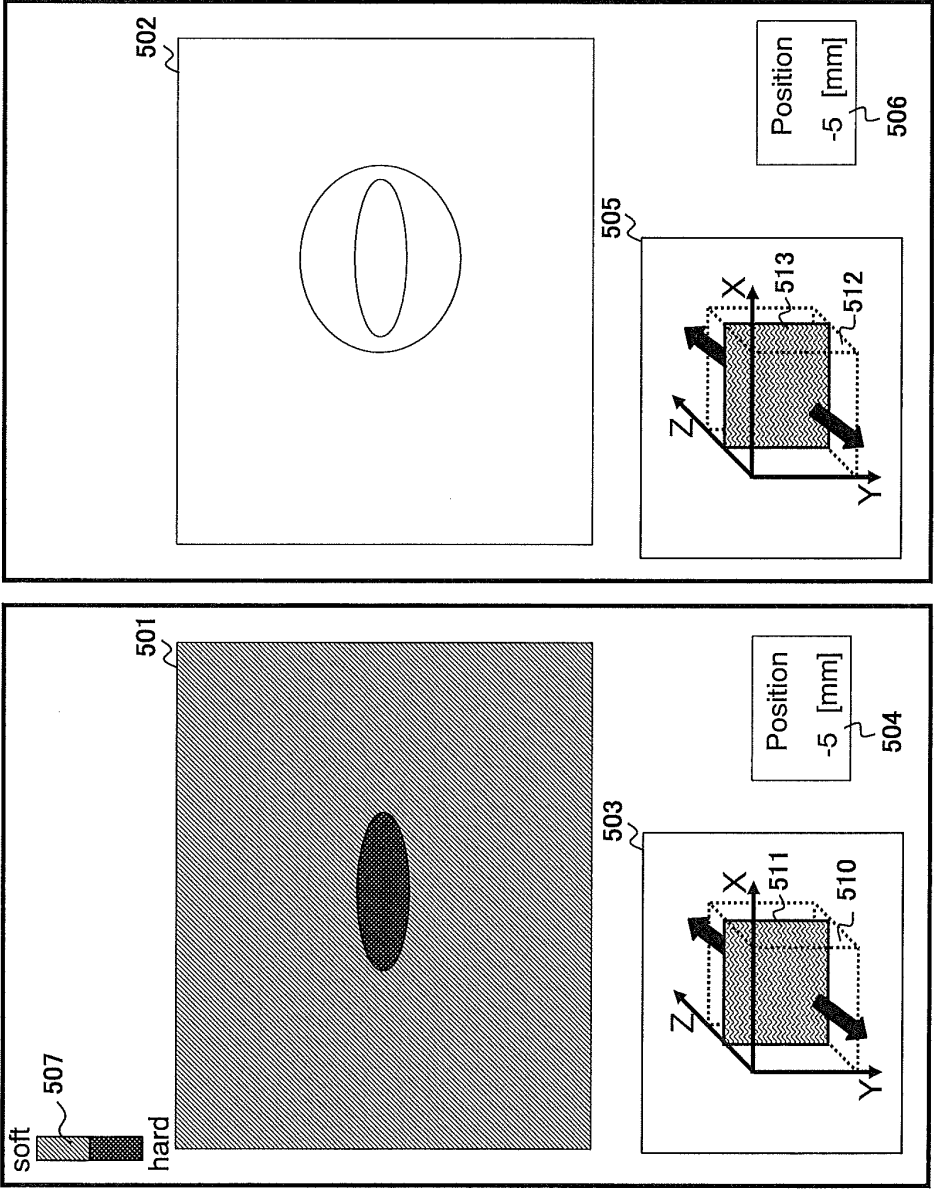 soft
507
hard
501
503
Z
X
511
510
Y
Position
-5 [mm]
504
502
505
Z
X
513
512
Y
Position
-5 [mm]
506